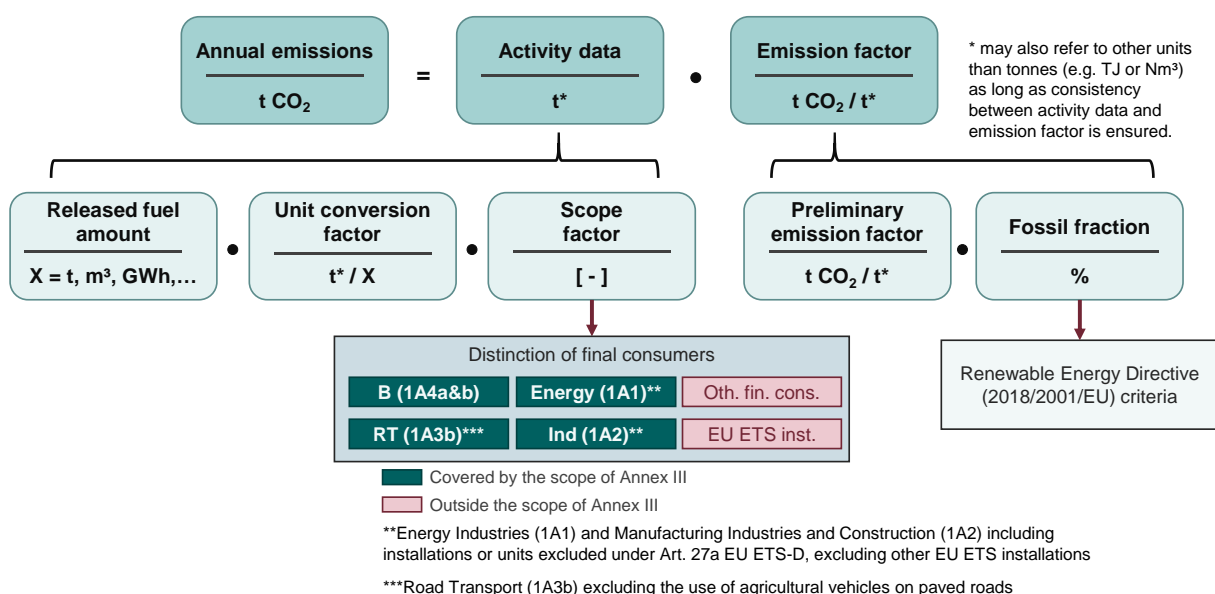 Annual emissions
t CO₂
=
Activity data
t*
•
Emission factor
t CO₂ / t*
* may also refer to other units
than tonnes (e.g. TJ or Nm³)
as long as consistency
between activity data and
emission factor is ensured.
Released fuel
amount
X = t, m³, GWh,…
•
Unit conversion
factor
t* / X
•
Scope
factor
[ - ]
Preliminary
emission factor
t CO₂ / t*
•
Fossil fraction
%
Distinction of final consumers
B (1A4a&b)
Energy (1A1)**
Oth. fin. cons.
RT (1A3b)***
Ind (1A2)**
EU ETS inst.
Renewable Energy Directive
(2018/2001/EU) criteria
Covered by the scope of Annex III
Outside the scope of Annex III
**Energy Industries (1A1) and Manufacturing Industries and Construction (1A2) including
installations or units excluded under Art. 27a EU ETS-D, excluding other EU ETS installations
***Road Transport (1A3b) excluding the use of agricultural vehicles on paved roads